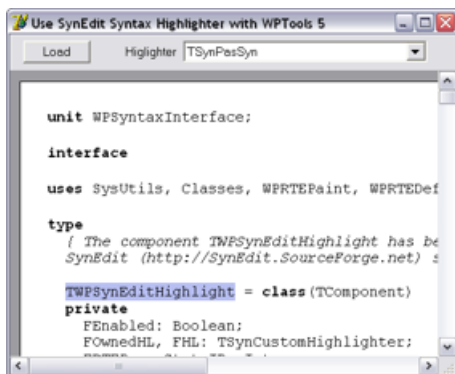 Use SynEdit Syntax Highlighter with WPTools 5
Load Higlighter TSynPasSyn
unit WPSyntaxInterface;
interface
uses SysUtils, Classes, WPRTEPaint, WPRTEDef
type
{ The component TWPSynEditHighlight has be
SynEdit (http://SynEdit.SourceForge.net) s
TWPSynEditHighlight = class(TComponent)
private
FEnabled: Boolean;
FOwnedHL, FHL: TSynCustomHighlighter;